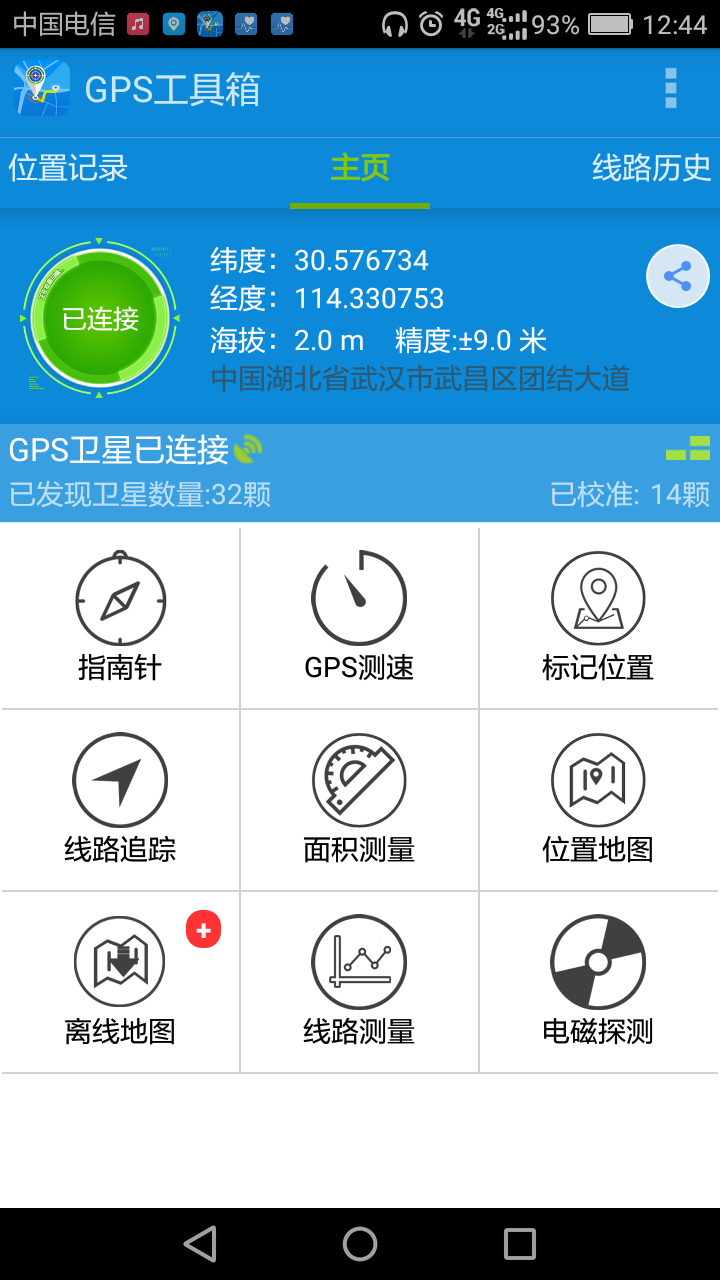 中国电信 4G 4G 2G 93% 12:44
GPS工具箱
位置记录 主页 线路历史
已连接
纬度：30.576734
经度：114.330753
海拔：2.0 m 精度:±9.0 米
中国湖北省武汉市武昌区团结大道
GPS卫星已连接
已发现卫星数量:32颗 已校准: 14颗
指南针 GPS测速 标记位置
线路追踪 面积测量 位置地图
离线地图 线路测量 电磁探测